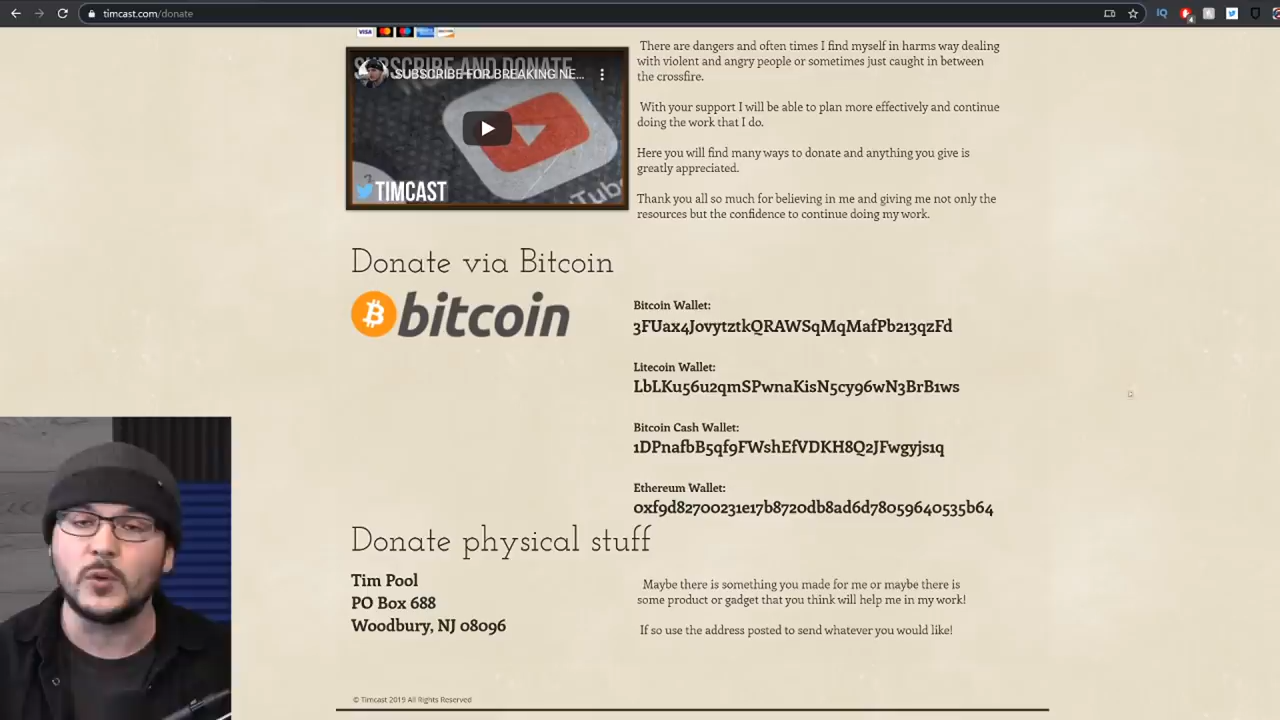 timcast.com/donate
VISA
There are dangers and often times I find myself in harms way dealing
with violent and angry people or sometimes just caught in between
the crossfire.
SUBSCRIBE AND DONATE
SUBSCRIBE FOR BREAKING NE...
TIMCAST
With your support I will be able to plan more effectively and continue
doing the work that I do.
Here you will find many ways to donate and anything you give is
greatly appreciated.
Thank you all so much for believing in me and giving me not only the
resources but the confidence to continue doing my work.
Donate via Bitcoin
bitcoin
Bitcoin Wallet:
3FUax4JovytztkQRAWSqMqMafPb213qzFd
Litecoin Wallet:
LbLKu56u2qmSPwnaKisN5cy96wN3BrB1ws
Bitcoin Cash Wallet:
1DPnafbB5qf9FWshEfVDKH8Q2JFwgyjs1q
Ethereum Wallet:
0xf9d82700231e17b8720db8ad6d78059640535b64
Donate physical stuff
Tim Pool
PO Box 688
Woodbury, NJ 08096
Maybe there is something you made for me or maybe there is
some product or gadget that you think will help me in my work!
If so use the address posted to send whatever you would like!
© Timcast 2019 All Rights Reserved